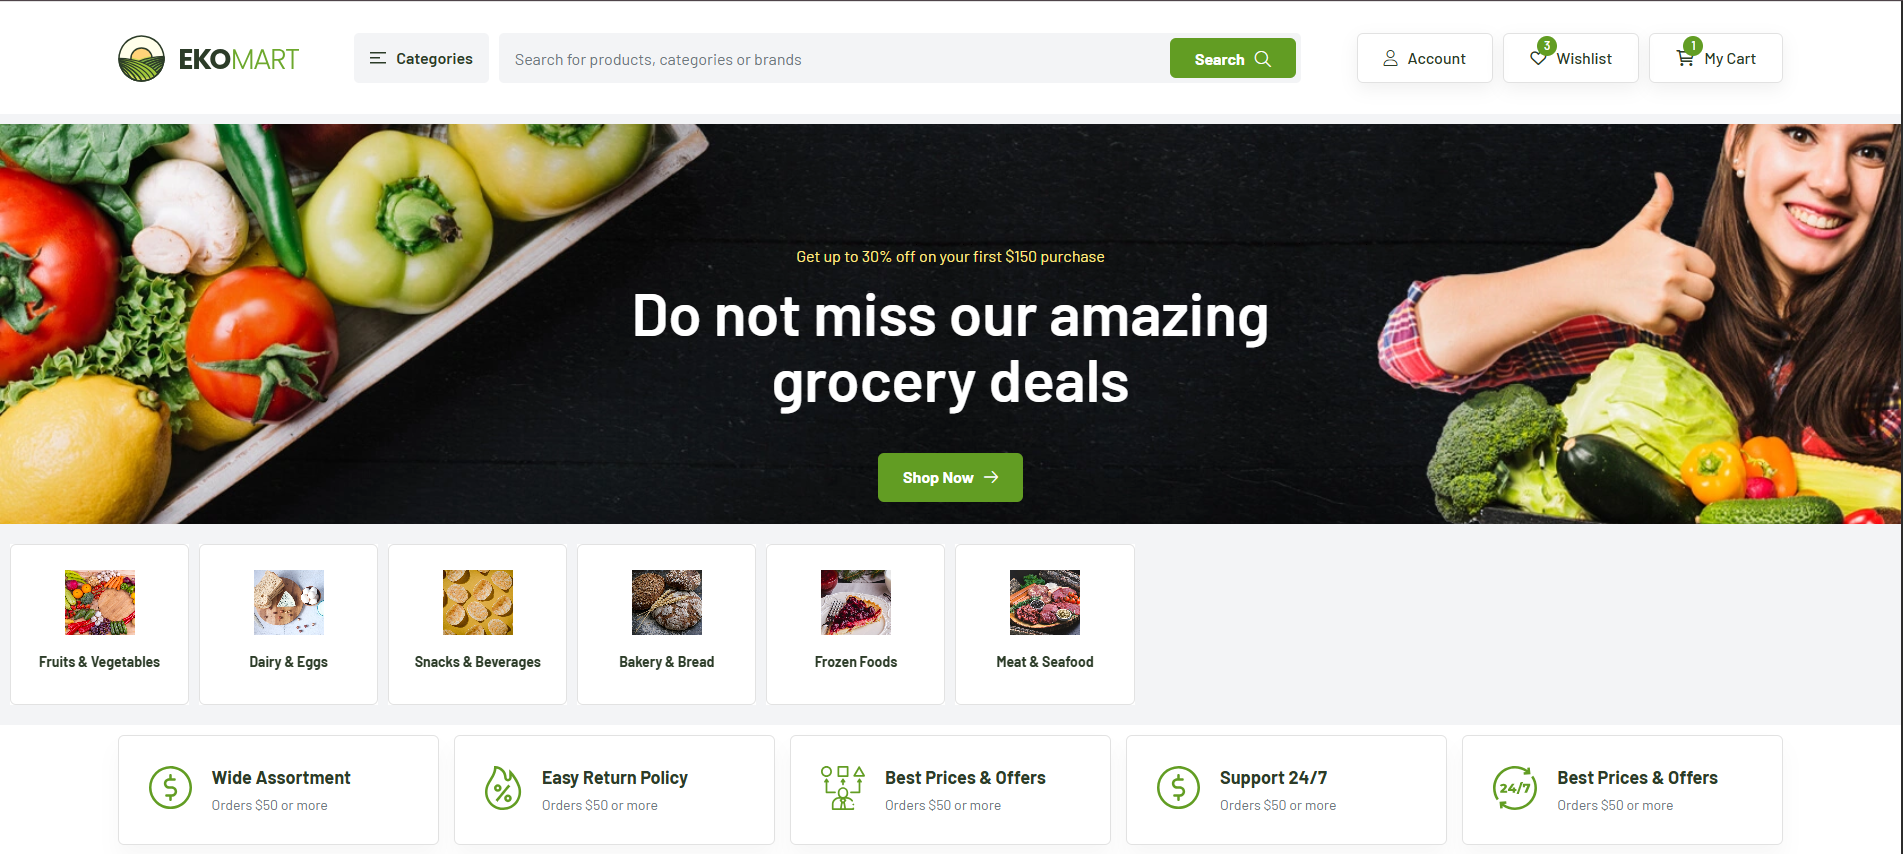 EKOMART
Categories
Search for products, categories or brands
Search
Account
3
Wishlist
1
My Cart
Get up to 30% off on your first $150 purchase
Do not miss our amazing
grocery deals
Shop Now
Fruits & Vegetables
Dairy & Eggs
Snacks & Beverages
Bakery & Bread
Frozen Foods
Meat & Seafood
$
Wide Assortment
Orders $50 or more
%
Easy Return Policy
Orders $50 or more
Best Prices & Offers
Orders $50 or more
$
Support 24/7
Orders $50 or more
24/7
Best Prices & Offers
Orders $50 or more